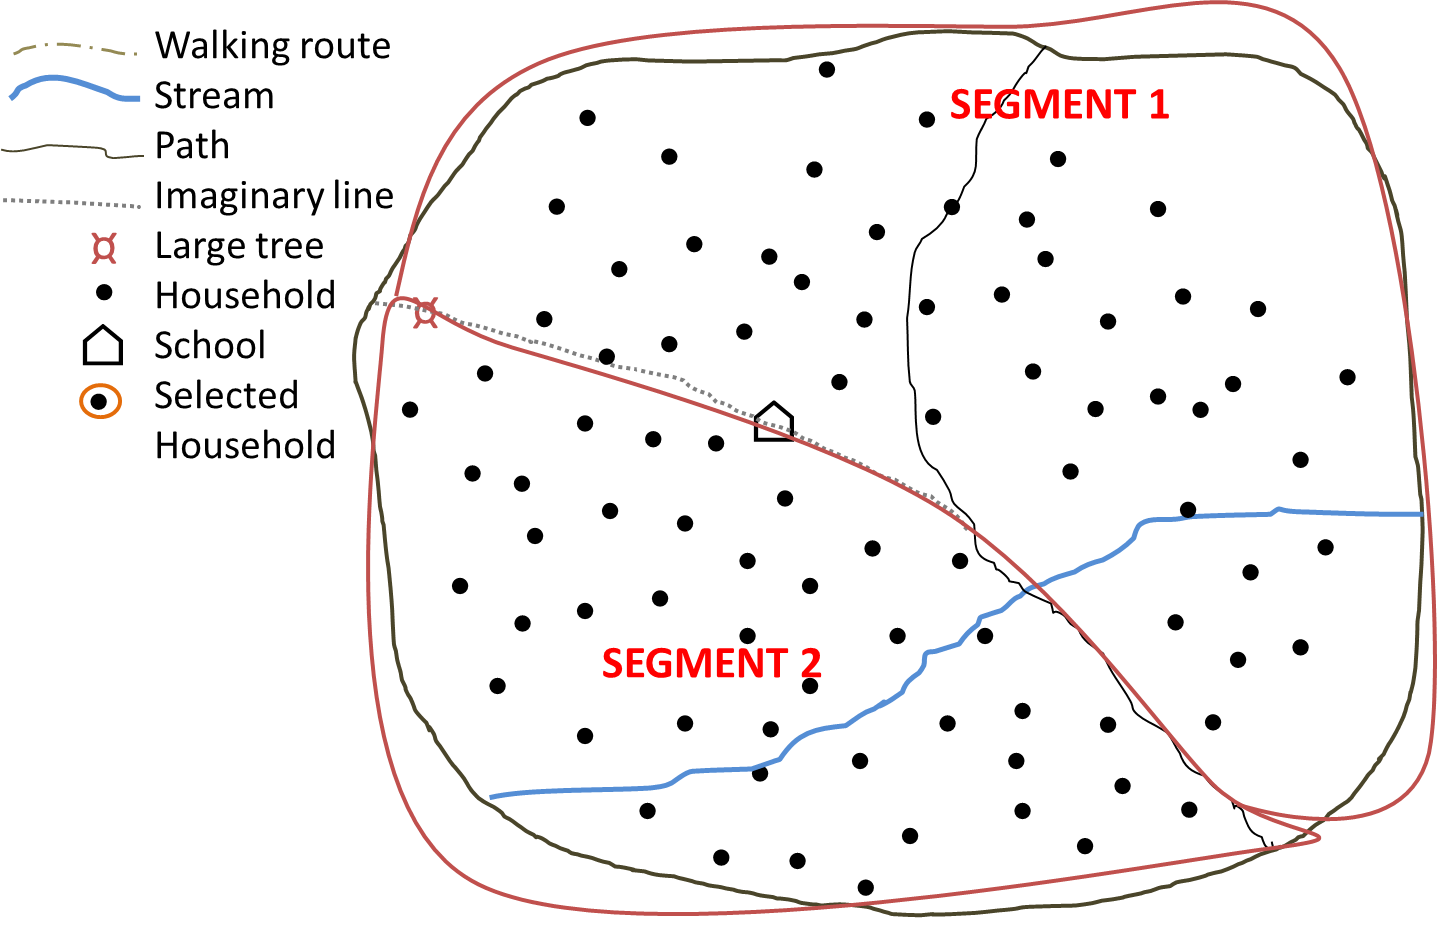 Walking route
Stream
Path
Imaginary line
Large tree
Household
School
Selected
Household
SEGMENT 1
SEGMENT 2